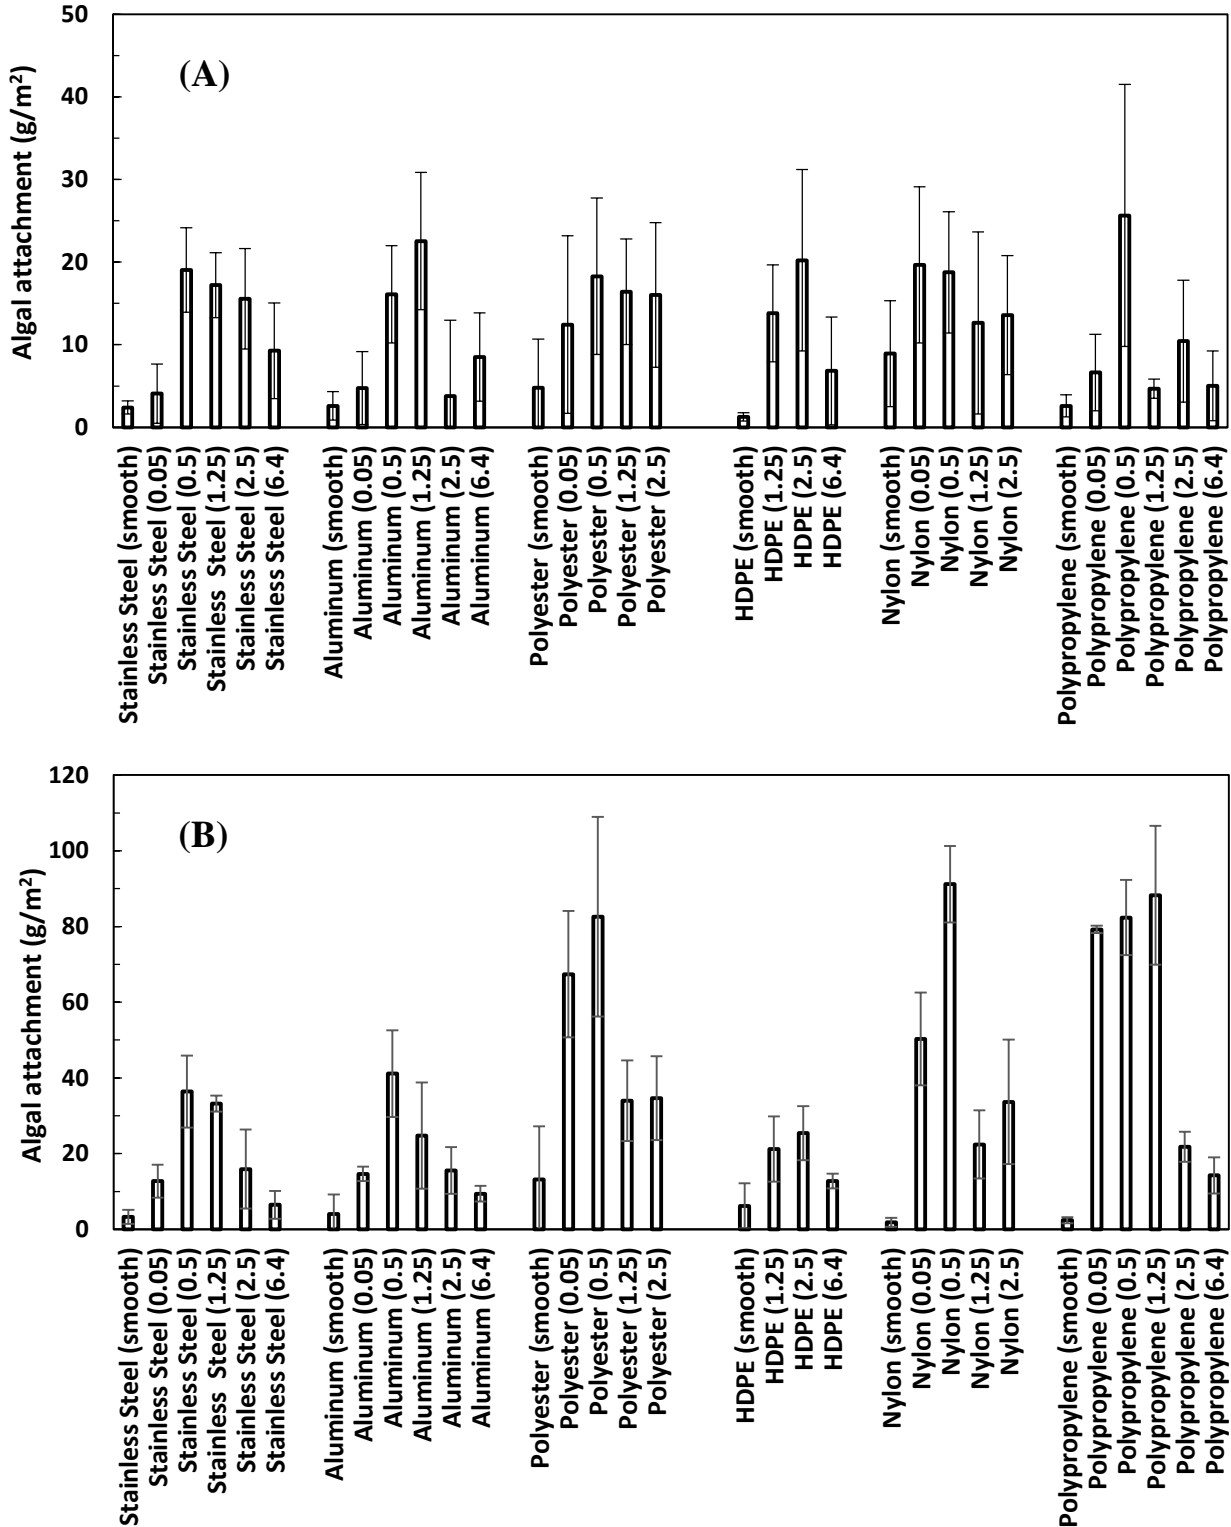 (A)
Algal attachment (g/m²)
50
40
30
20
10
0
Stainless Steel (smooth)
Stainless Steel (0.05)
Stainless Steel (0.5)
Stainless  Steel (1.25)
Stainless Steel (2.5)
Stainless Steel (6.4)
Aluminum (smooth)
Aluminum (0.05)
Aluminum (0.5)
Aluminum (1.25)
Aluminum (2.5)
Aluminum (6.4)
Polyester (smooth)
Polyester (0.05)
Polyester (0.5)
Polyester (1.25)
Polyester (2.5)
HDPE (smooth)
HDPE (1.25)
HDPE (2.5)
HDPE (6.4)
Nylon (smooth)
Nylon (0.05)
Nylon (0.5)
Nylon (1.25)
Nylon (2.5)
Polypropylene (smooth)
Polypropylene (0.05)
Polypropylene (0.5)
Polypropylene (1.25)
Polypropylene (2.5)
Polypropylene (6.4)
(B)
Algal attachment (g/m²)
120
100
80
60
40
20
0
Stainless Steel (smooth)
Stainless Steel (0.05)
Stainless Steel (0.5)
Stainless  Steel (1.25)
Stainless Steel (2.5)
Stainless Steel (6.4)
Aluminum (smooth)
Aluminum (0.05)
Aluminum (0.5)
Aluminum (1.25)
Aluminum (2.5)
Aluminum (6.4)
Polyester (smooth)
Polyester (0.05)
Polyester (0.5)
Polyester (1.25)
Polyester (2.5)
HDPE (smooth)
HDPE (1.25)
HDPE (2.5)
HDPE (6.4)
Nylon (smooth)
Nylon (0.05)
Nylon (0.5)
Nylon (1.25)
Nylon (2.5)
Polypropylene (smooth)
Polypropylene (0.05)
Polypropylene (0.5)
Polypropylene (1.25)
Polypropylene (2.5)
Polypropylene (6.4)